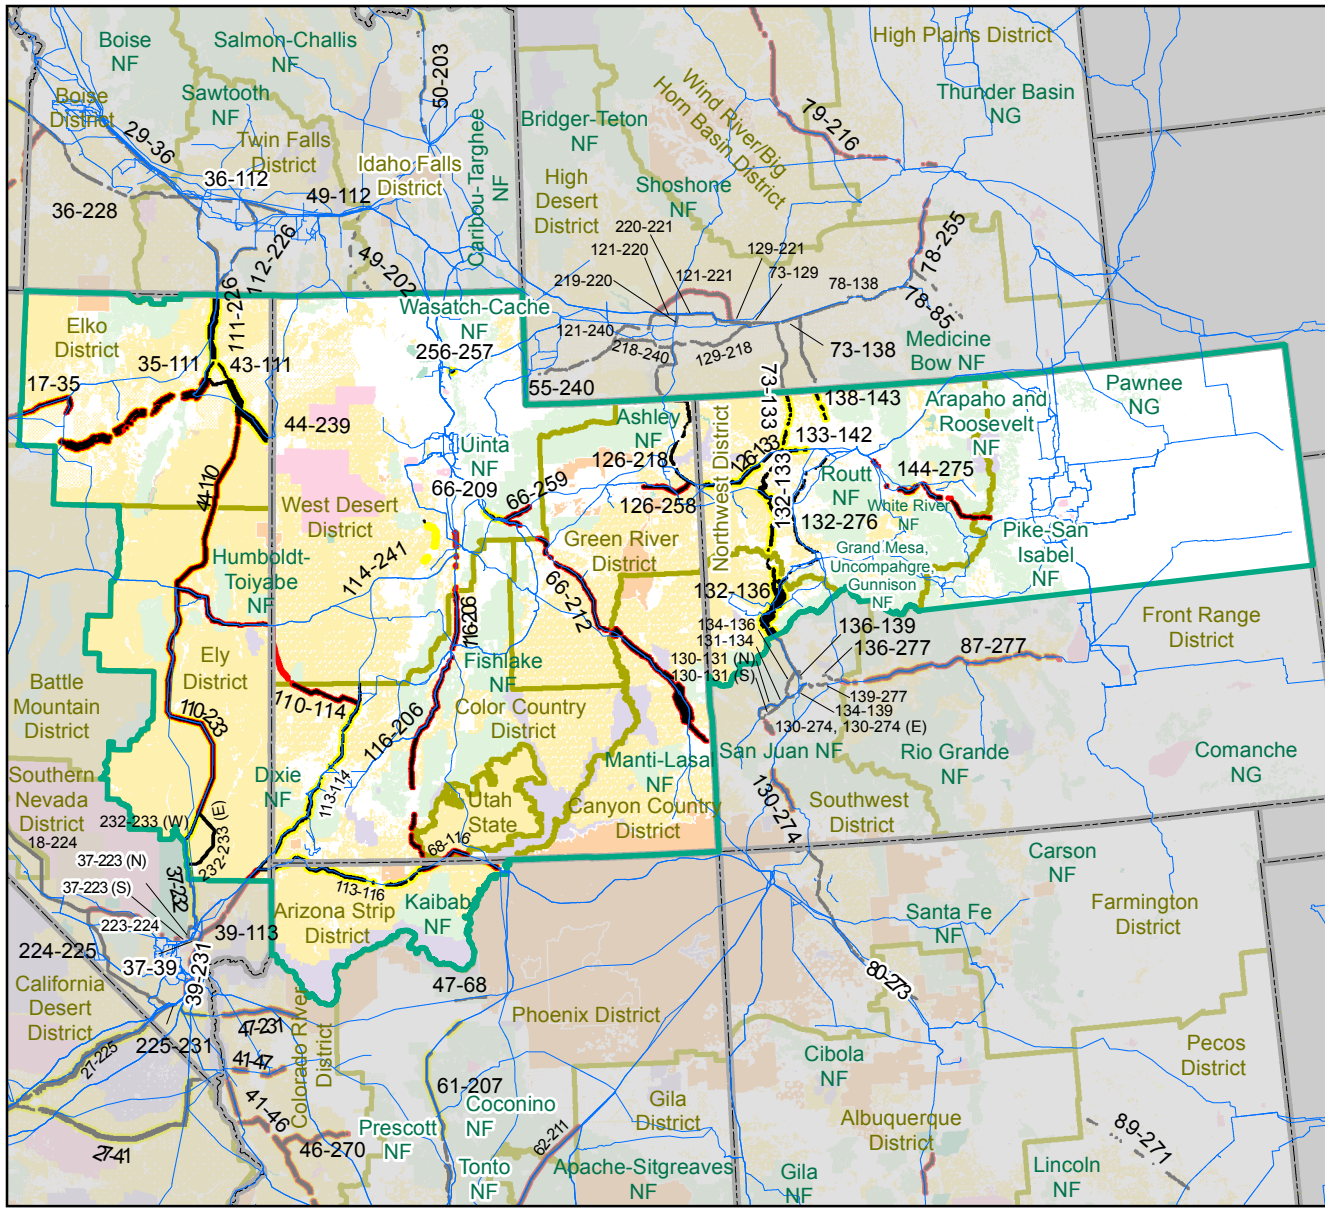 Boise
NF
Salmon-Challis
NF
High Plains District
Boise
District
Sawtooth
NF
50-203
Wind River/Big
Horn Basin District
Thunder Basin
NG
29-36
Twin Falls
District
Idaho Falls
District
Caribou-Targhee
NF
Bridger-Teton
NF
79-216
36-112
49-112
High
Desert
District
Shoshone
NF
36-228
112-226
49-202
220-221
121-220
129-221
73-129
78-255
219-220
121-221
78-138
78-85
111-226
Wasatch-Cache
NF
Elko
District
121-240
218-240
129-218
73-138
Medicine
Bow NF
35-111
43-111
256-257
17-35
55-240
73-133
138-143
Arapaho and
Roosevelt
NF
Pawnee
NG
44-239
Ashley
NF
Northwest District
133-142
Uinta
NF
126-218
126-133
44-110
66-209
66-259
126-258
132-133
Routt
NF
144-275
White River
NF
West Desert
District
132-276
Pike-San
Isabel
NF
Green River
District
Grand Mesa,
Uncompahgre,
Gunnison
NF
Humboldt-
Toiyabe
NF
114-241
66-212
132-136
116-206
134-136
131-134
130-131 (N)
130-131 (S)
136-139
136-277
87-277
Front Range
District
Ely
District
Fishlake
NF
Battle
Mountain
District
110-114
139-277
134-139
130-274, 130-274 (E)
110-233
116-206
Color Country
District
San Juan NF
Rio Grande
NF
Comanche
NG
Southern
Nevada
District
Dixie
NF
113-114
Manti-Lasal
NF
130-274
Utah
State
Canyon Country
District
Southwest
District
232-233 (W)
232-233 (E)
18-224
68-116
37-223 (N)
37-223 (S)
37-232
113-116
Carson
NF
Farmington
District
223-224
39-113
Arizona Strip
District
Kaibab
NF
Santa Fe
NF
224-225
37-39
39-231
47-68
80-273
California
Desert
District
Colorado River
District
47-231
Phoenix District
225-231
27-225
41-47
Cibola
NF
Pecos
District
41-46
61-207
Coconino
NF
Gila
District
Albuquerque
District
89-271
27-41
46-270
Prescott
NF
62-211
Tonto
NF
Apache-Sitgreaves
NF
Gila
NF
Lincoln
NF